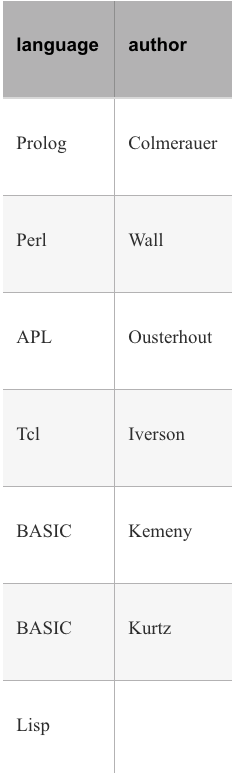 language author
Prolog Colmerauer
Perl Wall
APL Ousterhout
Tcl Iverson
BASIC Kemeny
BASIC Kurtz
Lisp